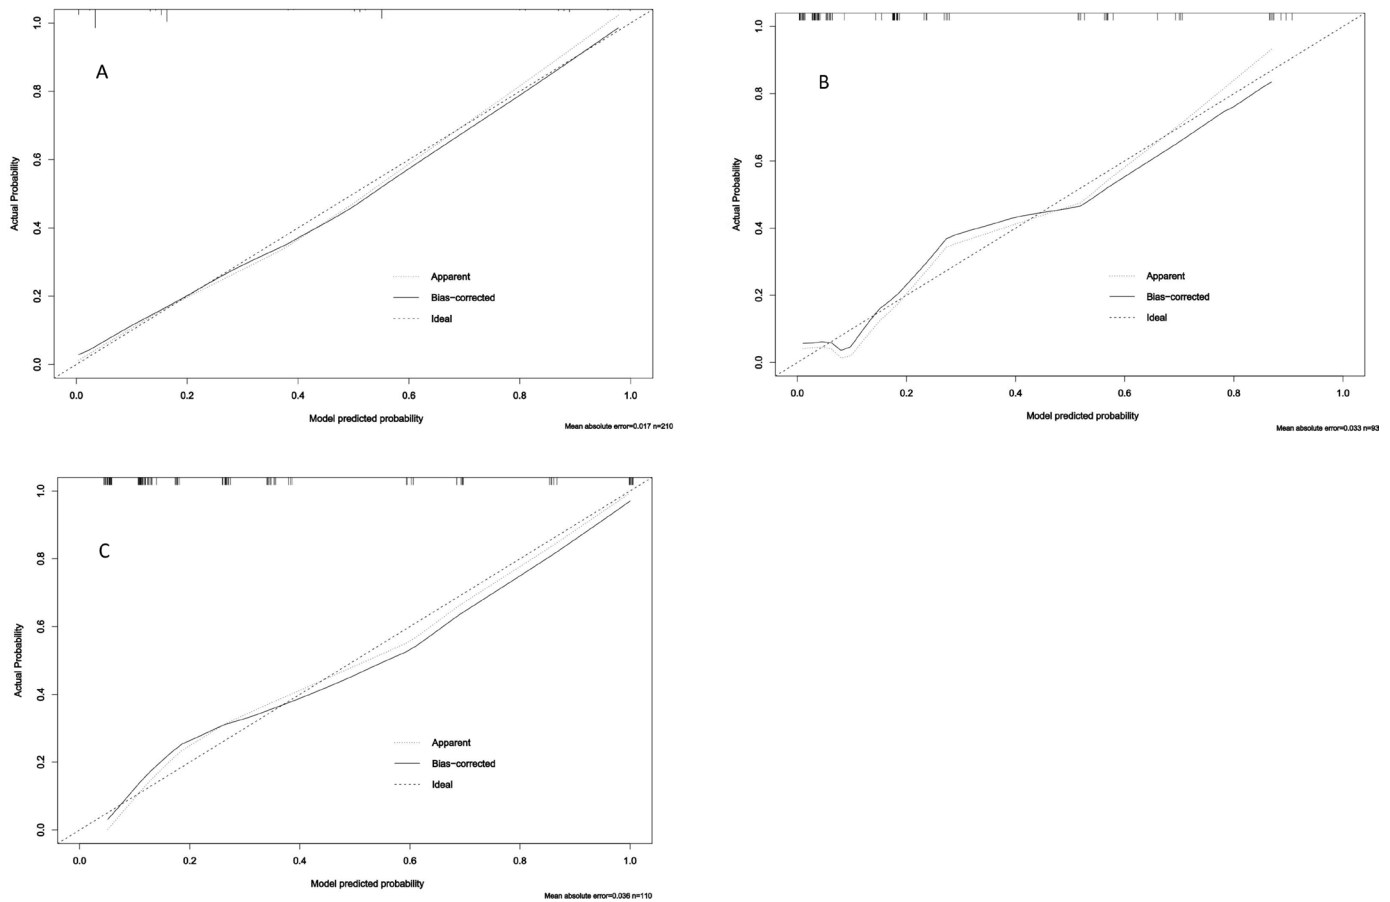 A
1.0
0.8
0.6
0.4
0.2
0.0
Actual Probability
Apparent
Bias-corrected
Ideal
0.0 0.2 0.4 0.6 0.8 1.0
Model predicted probability
Mean absolute error=0.017 n=210
B
1.0
0.8
0.6
0.4
0.2
0.0
Actual Probability
Apparent
Bias-corrected
Ideal
0.0 0.2 0.4 0.6 0.8 1.0
Model predicted probability
Mean absolute error=0.033 n=93
C
1.0
0.8
0.6
0.4
0.2
0.0
Actual Probability
Apparent
Bias-corrected
Ideal
0.0 0.2 0.4 0.6 0.8 1.0
Model predicted probability
Mean absolute error=0.036 n=110